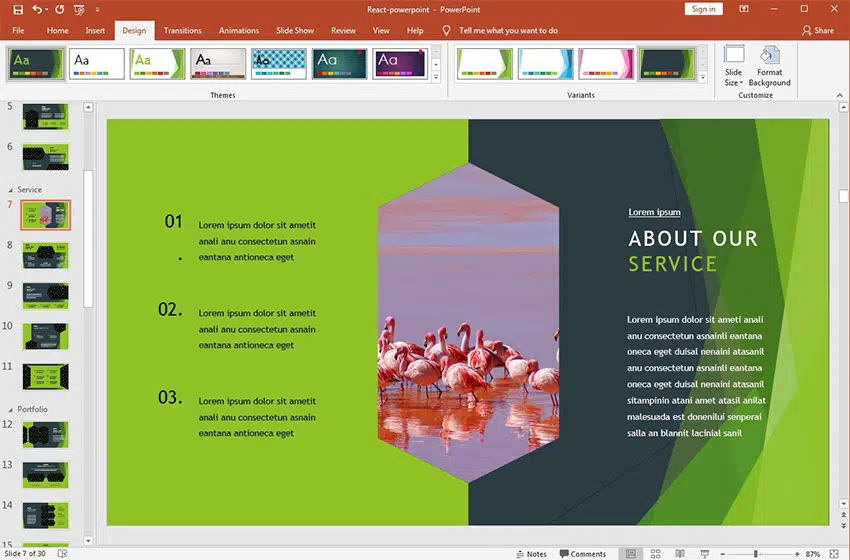 React-powerpoint - PowerPoint
Sign in
File Home Insert Design Transitions Animations Slide Show Review View Help Tell me what you want to do
Share
Aa Aa Aa Aa Aa Aa Aa
Slide Size
Format Background
Themes
Variants
Customize
5
6
Service
7
8
9
10
11
Portfolio
12
13
14
15
01
.
Lorem ipsum dolor sit ametit
anali anu consectetun asnain
eantana antioneca eget
02.
Lorem ipsum dolor sit ametit
anali anu consectetun asnain
eantana antioneca eget
03.
Lorem ipsum dolor sit ametit
anali anu consectetun asnain
eantana antioneca eget
Lorem ipsum
ABOUT OUR
SERVICE
Lorem ipsum dolor sit ameti anali
anu consectetun asnainli eantana
oneca eget duisal nenaini atasanil
anu consectetun asnainli eantana
oneca eget duisal nenaini atasanil
sitampinin atani amet atasil anilat
malesuada est donenilui senperai
salla an blannit lacinial sanil
Slide 7 of 30
Notes
Comments
87%